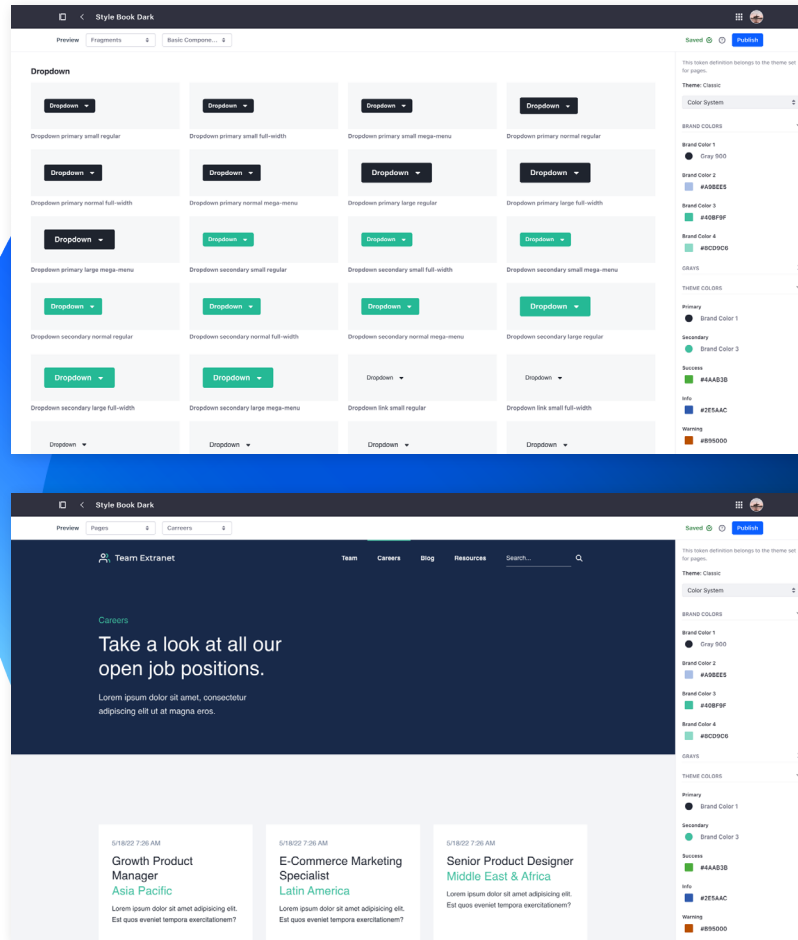 Style Book Dark
Preview Fragments Basic Compone... Saved Publish
Dropdown
Dropdown Dropdown Dropdown Dropdown
Dropdown primary small regular Dropdown primary small full-width Dropdown primary small mega-menu Dropdown primary normal regular
Dropdown Dropdown Dropdown Dropdown
Dropdown primary normal full-width Dropdown primary normal mega-menu Dropdown primary large regular Dropdown primary large full-width
Dropdown Dropdown Dropdown Dropdown
Dropdown primary large mega-menu Dropdown secondary small regular Dropdown secondary small full-width Dropdown secondary small mega-menu
Dropdown Dropdown Dropdown Dropdown
Dropdown secondary normal regular Dropdown secondary normal full-width Dropdown secondary normal mega-menu Dropdown secondary large regular
Dropdown Dropdown Dropdown Dropdown
Dropdown secondary large full-width Dropdown secondary large mega-menu Dropdown link small regular Dropdown link small full-width
Dropdown Dropdown Dropdown Dropdown
This token definition belongs to the theme set
for pages.
Theme: Classic
Color System
BRAND COLORS
Brand Color 1
Gray 900
Brand Color 2
#A9BEE5
Brand Color 3
#40BF9F
Brand Color 4
#8CD9C6
GRAYS
THEME COLORS
Primary
Brand Color 1
Secondary
Brand Color 3
Success
#4AAB3B
Info
#2E5AAC
Warning
#B95000
Style Book Dark
Preview Pages Carreers Saved Publish
Team Extranet Team Careers Blog Resources Search...
Careers
Take a look at all our
open job positions.
Lorem ipsum dolor sit amet, consectetur
adipiscing elit ut at magna eros.
5/18/22 7:26 AM
Growth Product
Manager
Asia Pacific
Lorem ipsum dolor sit amet adipisicing elit.
Est quos eveniet tempora exercitationem?
5/18/22 7:26 AM
E-Commerce Marketing
Specialist
Latin America
Lorem ipsum dolor sit amet adipisicing elit.
Est quos eveniet tempora exercitationem?
5/18/22 7:26 AM
Senior Product Designer
Middle East & Africa
Lorem ipsum dolor sit amet adipisicing elit.
Est quos eveniet tempora exercitationem?
This token definition belongs to the theme set
for pages.
Theme: Classic
Color System
BRAND COLORS
Brand Color 1
Gray 900
Brand Color 2
#A9BEE5
Brand Color 3
#40BF9F
Brand Color 4
#8CD9C6
GRAYS
THEME COLORS
Primary
Brand Color 1
Secondary
Brand Color 3
Success
#4AAB3B
Info
#2E5AAC
Warning
#B95000